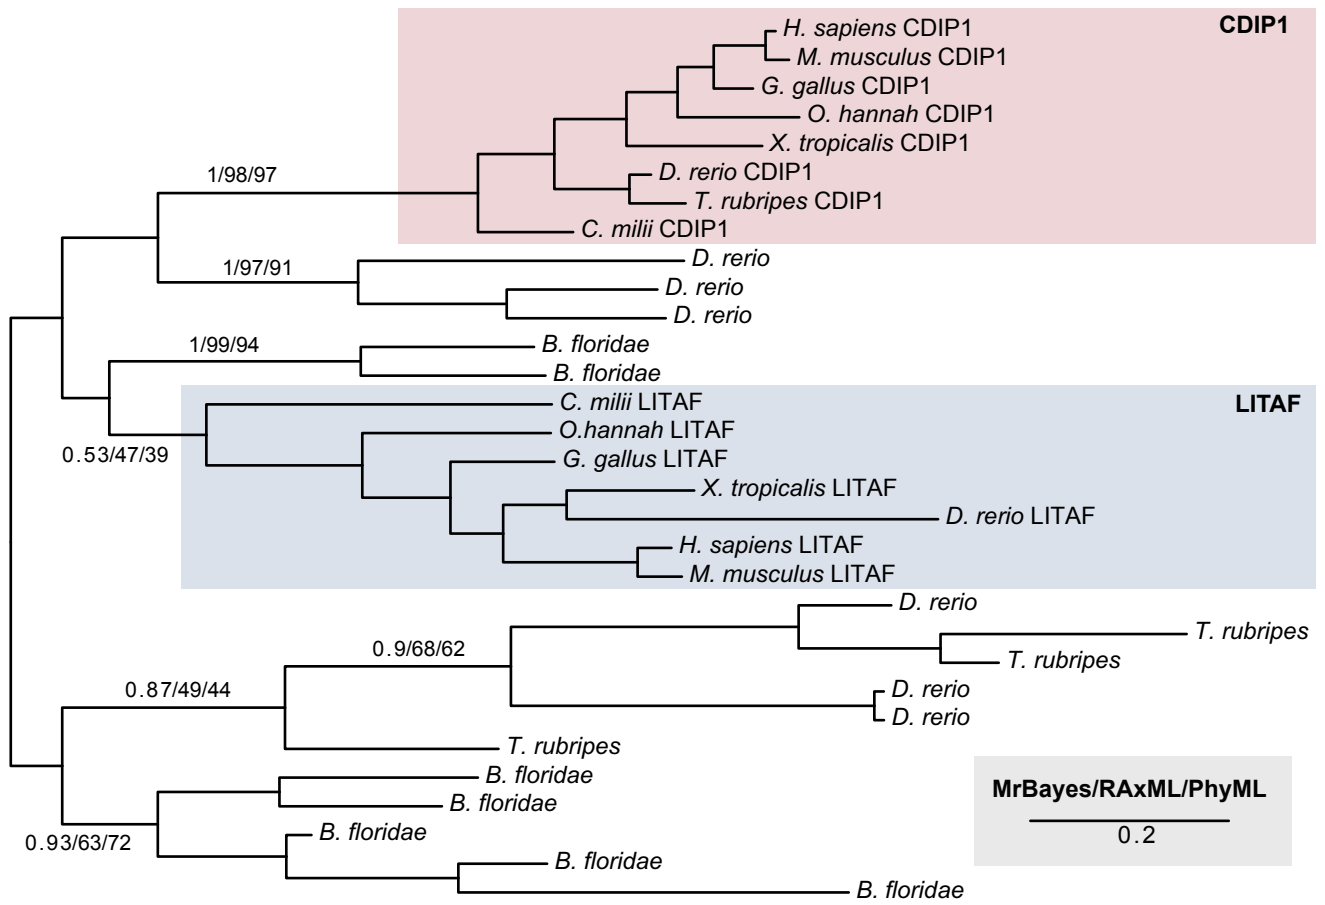 CDIP1
H. sapiens CDIP1
M. musculus CDIP1
G. gallus CDIP1
O. hannah CDIP1
X. tropicalis CDIP1
1/98/97
D. rerio CDIP1
T. rubripes CDIP1
C. milii CDIP1
D. rerio
1/97/91
D. rerio
D. rerio
1/99/94
B. floridae
B. floridae
C. milii LITAF
LITAF
O.hannah LITAF
0.53/47/39
G. gallus LITAF
X. tropicalis LITAF
D. rerio LITAF
H. sapiens LITAF
M. musculus LITAF
D. rerio
T. rubripes
0.9/68/62
T. rubripes
0.87/49/44
D. rerio
D. rerio
T. rubripes
B. floridae
B. floridae
MrBayes/RAxML/PhyML
0.2
B. floridae
0.93/63/72
B. floridae
B. floridae